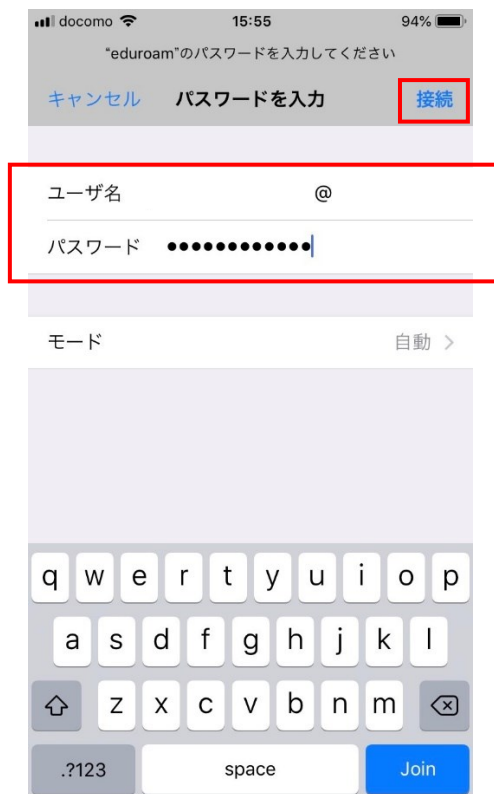 docomo 15:55 94%
“eduroam”のパスワードを入力してください
キャンセル パスワードを入力 接続
ユーザ名 @
パスワード ●●●●●●●●●●●●
モード 自動 >
q w e r t y u i o p
a s d f g h j k l
z x c v b n m
.?123 space Join